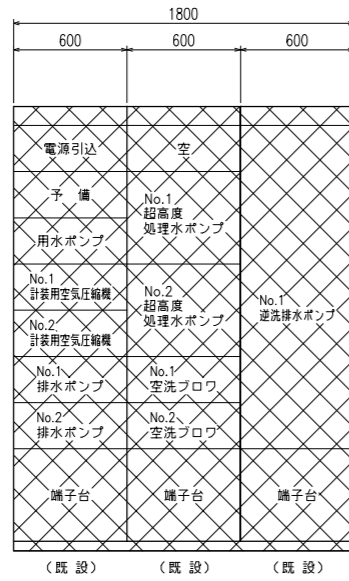 1800
600
600
600
電源引込
予　備
用水ポンプ
No.1
計装用空気圧縮機
No.2
計装用空気圧縮機
No.1
排水ポンプ
No.2
排水ポンプ
端子台
空
No.1
超高度
処理水ポンプ
No.2
超高度
処理水ポンプ
No.1
空洗ブロワ
No.2
空洗ブロワ
端子台
No.1
逆洗排水ポンプ
端子台
（既 設）
（既 設）
（既 設）